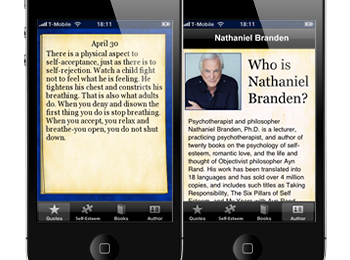 T-Mobile 18:11
April 30
There is a physical aspect to
self-acceptance, just as there is to
self-rejection. Watch a child fight
not to feel what he is feeling. He
tightens his chest and constricts his
breathing. That is also what adults
do. When you deny and disown the
first thing you do is stop breathing.
When you accept, you relax and
breathe-you open, you do not shut
down.
Quotes Self-Esteem Books Author
T-Mobile 18:11
Nathaniel Branden
Who is
Nathaniel
Branden?
Psychotherapist and philosopher
Nathaniel Branden, Ph.D. is a lecturer,
practicing psychotherapist, and author of
twenty books on the psychology of self-
esteem, romantic love, and the life and
thought of Objectivist philosopher Ayn
Rand. His work has been translated into
18 languages and has sold over 4 million
copies, and includes such titles as Taking
Responsibility, The Six Pillars of Self
Esteem, and My Years with Ayn Rand
Quotes Self-Esteem Books Author